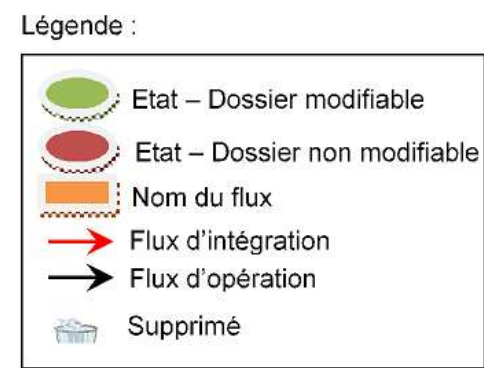 Légende :
Etat – Dossier modifiable
Etat – Dossier non modifiable
Nom du flux
Flux d'intégration
Flux d'opération
Supprimé